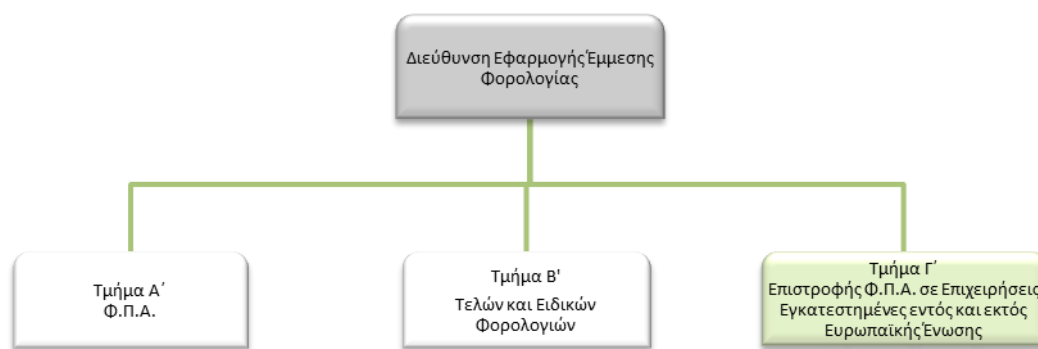 Διεύθυνση Εφαρμογής Έμμεσης
Φορολογίας
Τμήμα Α΄
Φ.Π.Α.
Τμήμα Β'
Τελών και Ειδικών
Φορολογιών
Τμήμα Γ΄
Επιστροφής Φ.Π.Α. σε Επιχειρήσεις
Εγκατεστημένες εντός και εκτός
Ευρωπαϊκής Ένωσης